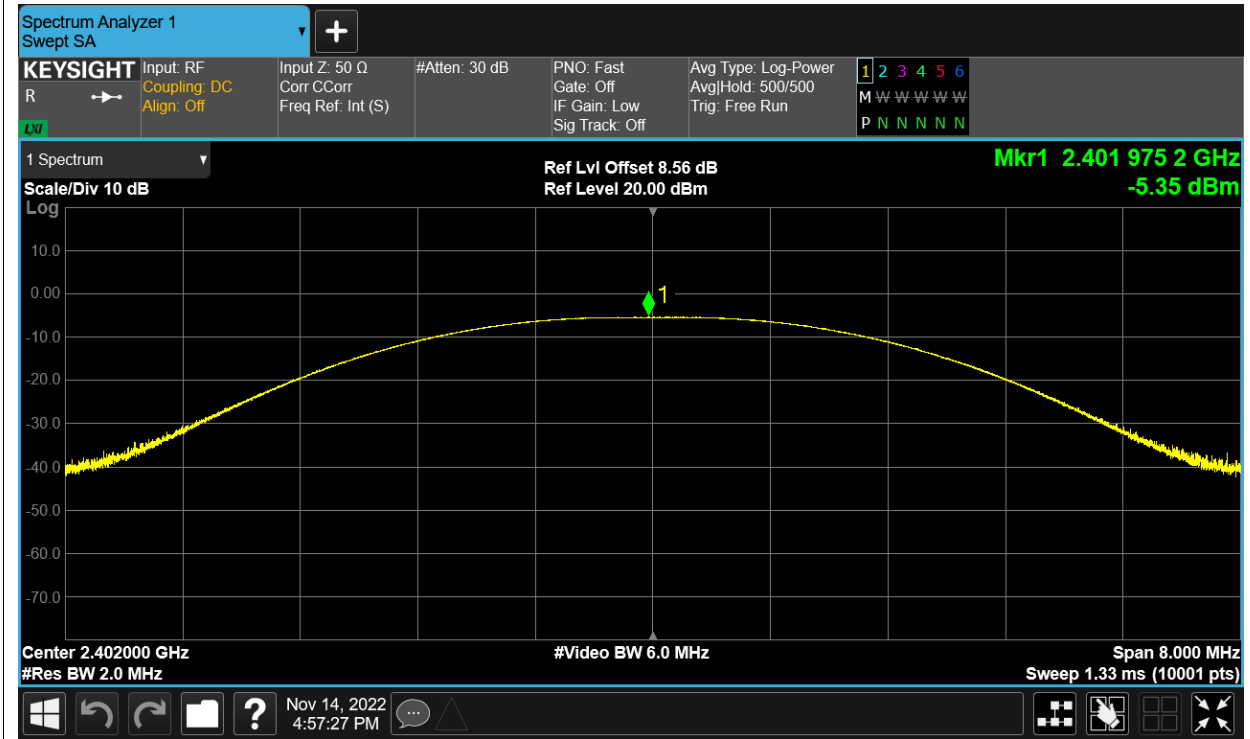 Spectrum Analyzer 1
Swept SA
KEYSIGHT
R
LXI
Input: RF
Coupling: DC
Align: Off
Input Z: 50 Ω
Corr CCorr
Freq Ref: Int (S)
#Atten: 30 dB
PNO: Fast
Gate: Off
IF Gain: Low
Sig Track: Off
Avg Type: Log-Power
Avg|Hold: 500/500
Trig: Free Run
1 2 3 4 5 6
M W W W W W
P N N N N N
1 Spectrum
Scale/Div 10 dB
Log
Ref Lvl Offset 8.56 dB
Ref Level 20.00 dBm
Mkr1 2.401 975 2 GHz
-5.35 dBm
10.0
0.00
1
-10.0
-20.0
-30.0
-40.0
-50.0
-60.0
-70.0
Center 2.402000 GHz
#Video BW 6.0 MHz
Span 8.000 MHz
#Res BW 2.0 MHz
Sweep 1.33 ms (10001 pts)
?
Nov 14, 2022
4:57:27 PM